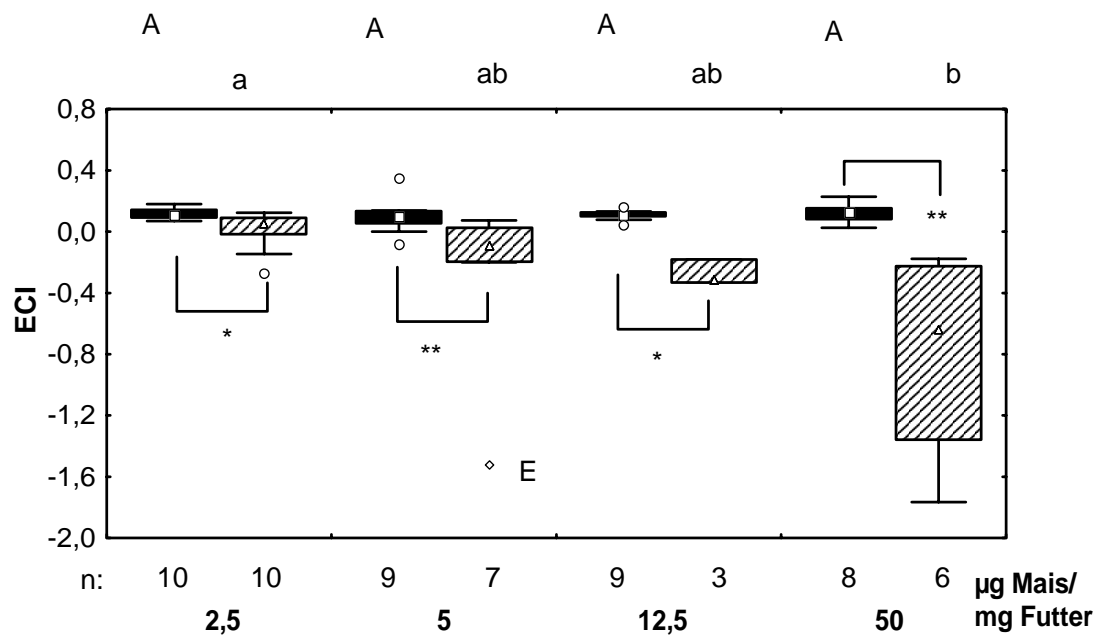 A A A A
a ab ab b
0,8
0,4
0,0
-0,4
-0,8
-1,2
-1,6
-2,0
ECI
* ** * **
E
n: 10 10 9 7 9 3 8 6 µg Mais/
2,5 5 12,5 50 mg Futter